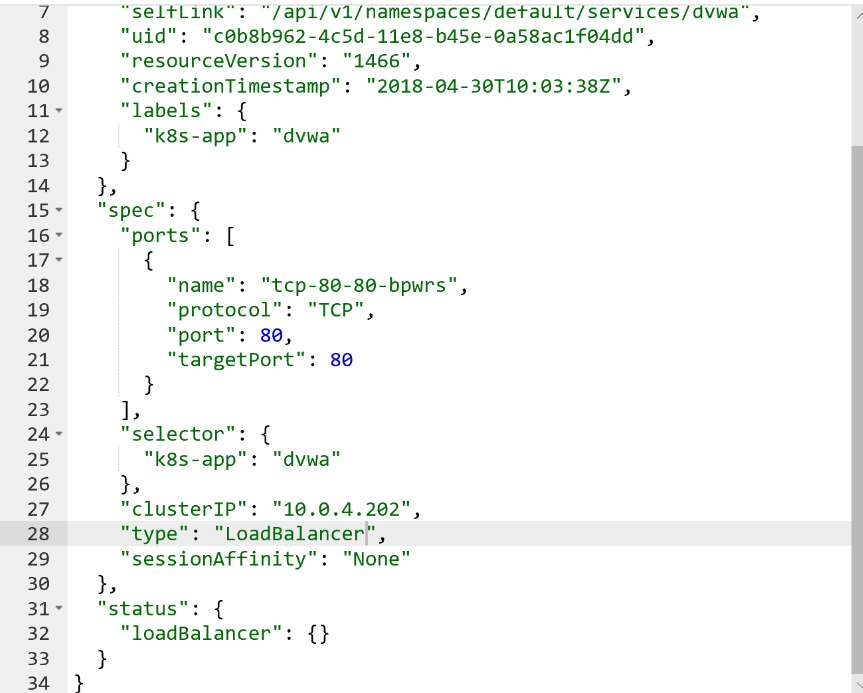 7 "selfLink": "/api/v1/namespaces/default/services/dvwa",
8 "uid": "c0b8b962-4c5d-11e8-b45e-0a58ac1f04dd",
9 "resourceVersion": "1466",
10 "creationTimestamp": "2018-04-30T10:03:38Z",
11 "labels": {
12 "k8s-app": "dvwa"
13 }
14 },
15 "spec": {
16 "ports": [
17 {
18 "name": "tcp-80-80-bpwrs",
19 "protocol": "TCP",
20 "port": 80,
21 "targetPort": 80
22 }
23 ],
24 "selector": {
25 "k8s-app": "dvwa"
26 },
27 "clusterIP": "10.0.4.202",
28 "type": "LoadBalancer",
29 "sessionAffinity": "None"
30 },
31 "status": {
32 "loadBalancer": {}
33 }
34 }